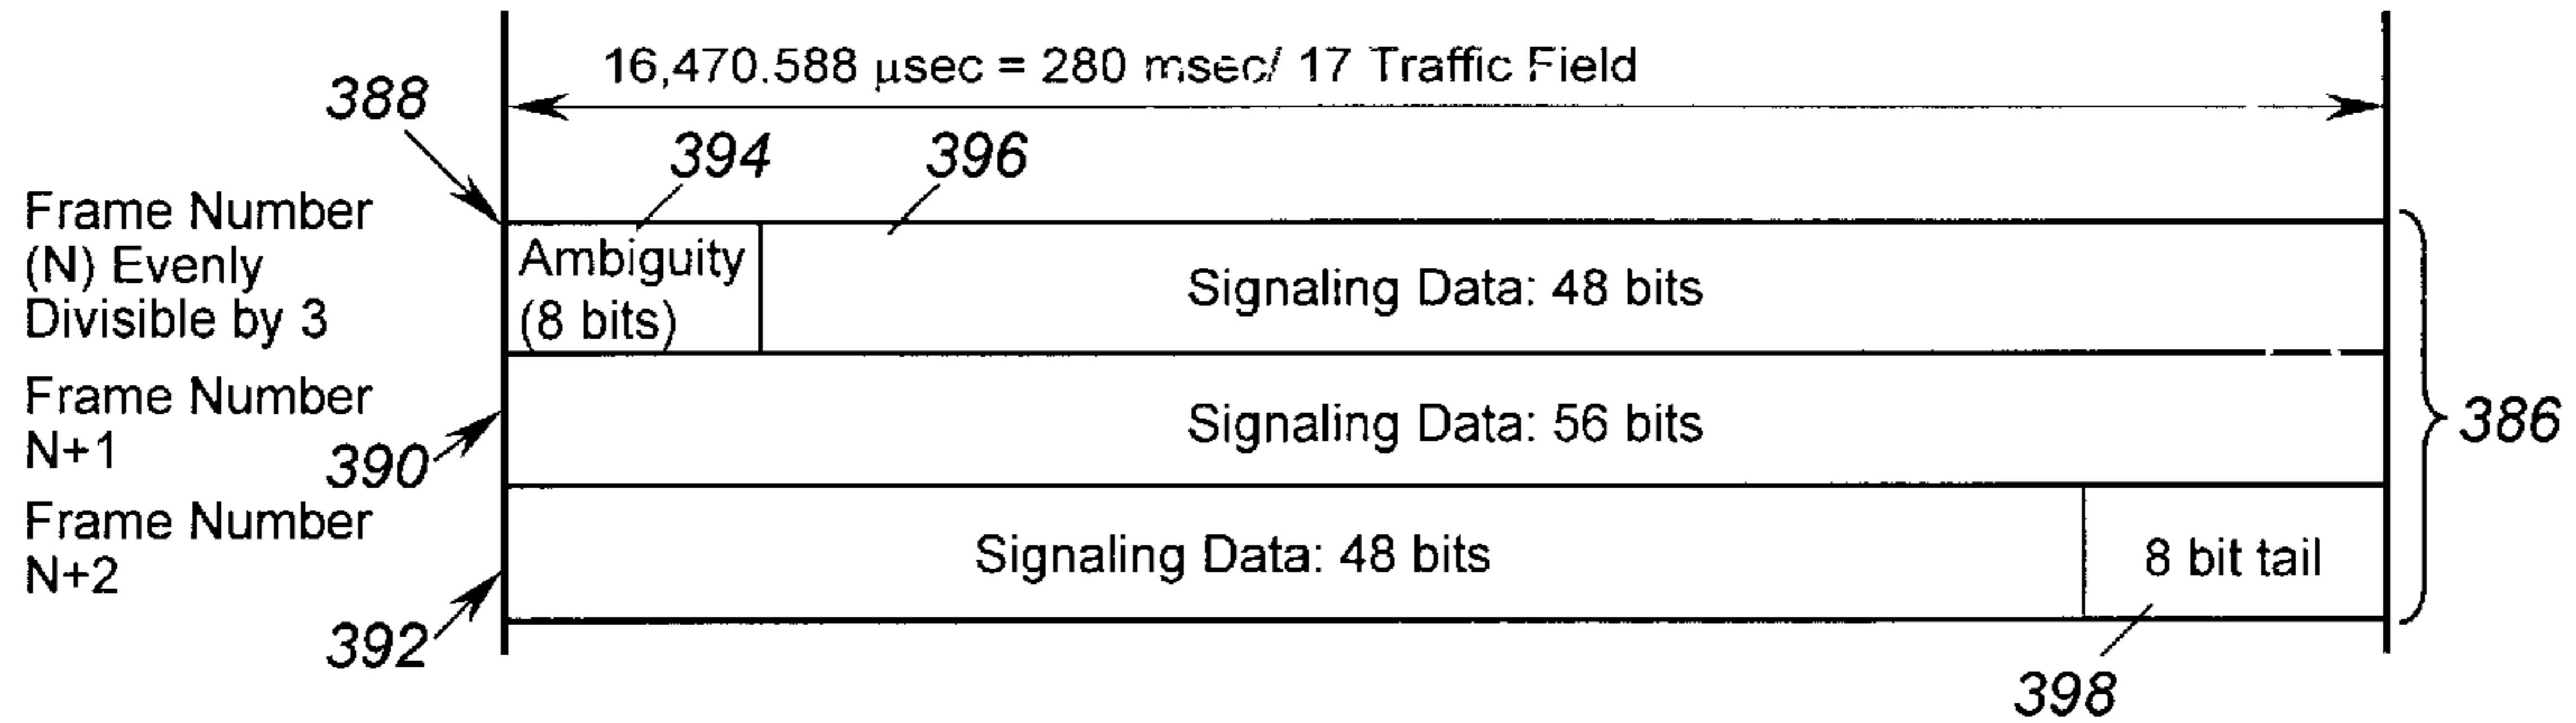 16,470.588 μsec = 280 msec/ 17 Traffic Field
388
394
396
Frame Number
(N) Evenly
Divisible by 3
Ambiguity
(8 bits)
Signaling Data: 48 bits
Frame Number
N+1
390
Signaling Data: 56 bits
386
Frame Number
N+2
392
Signaling Data: 48 bits
8 bit tail
398